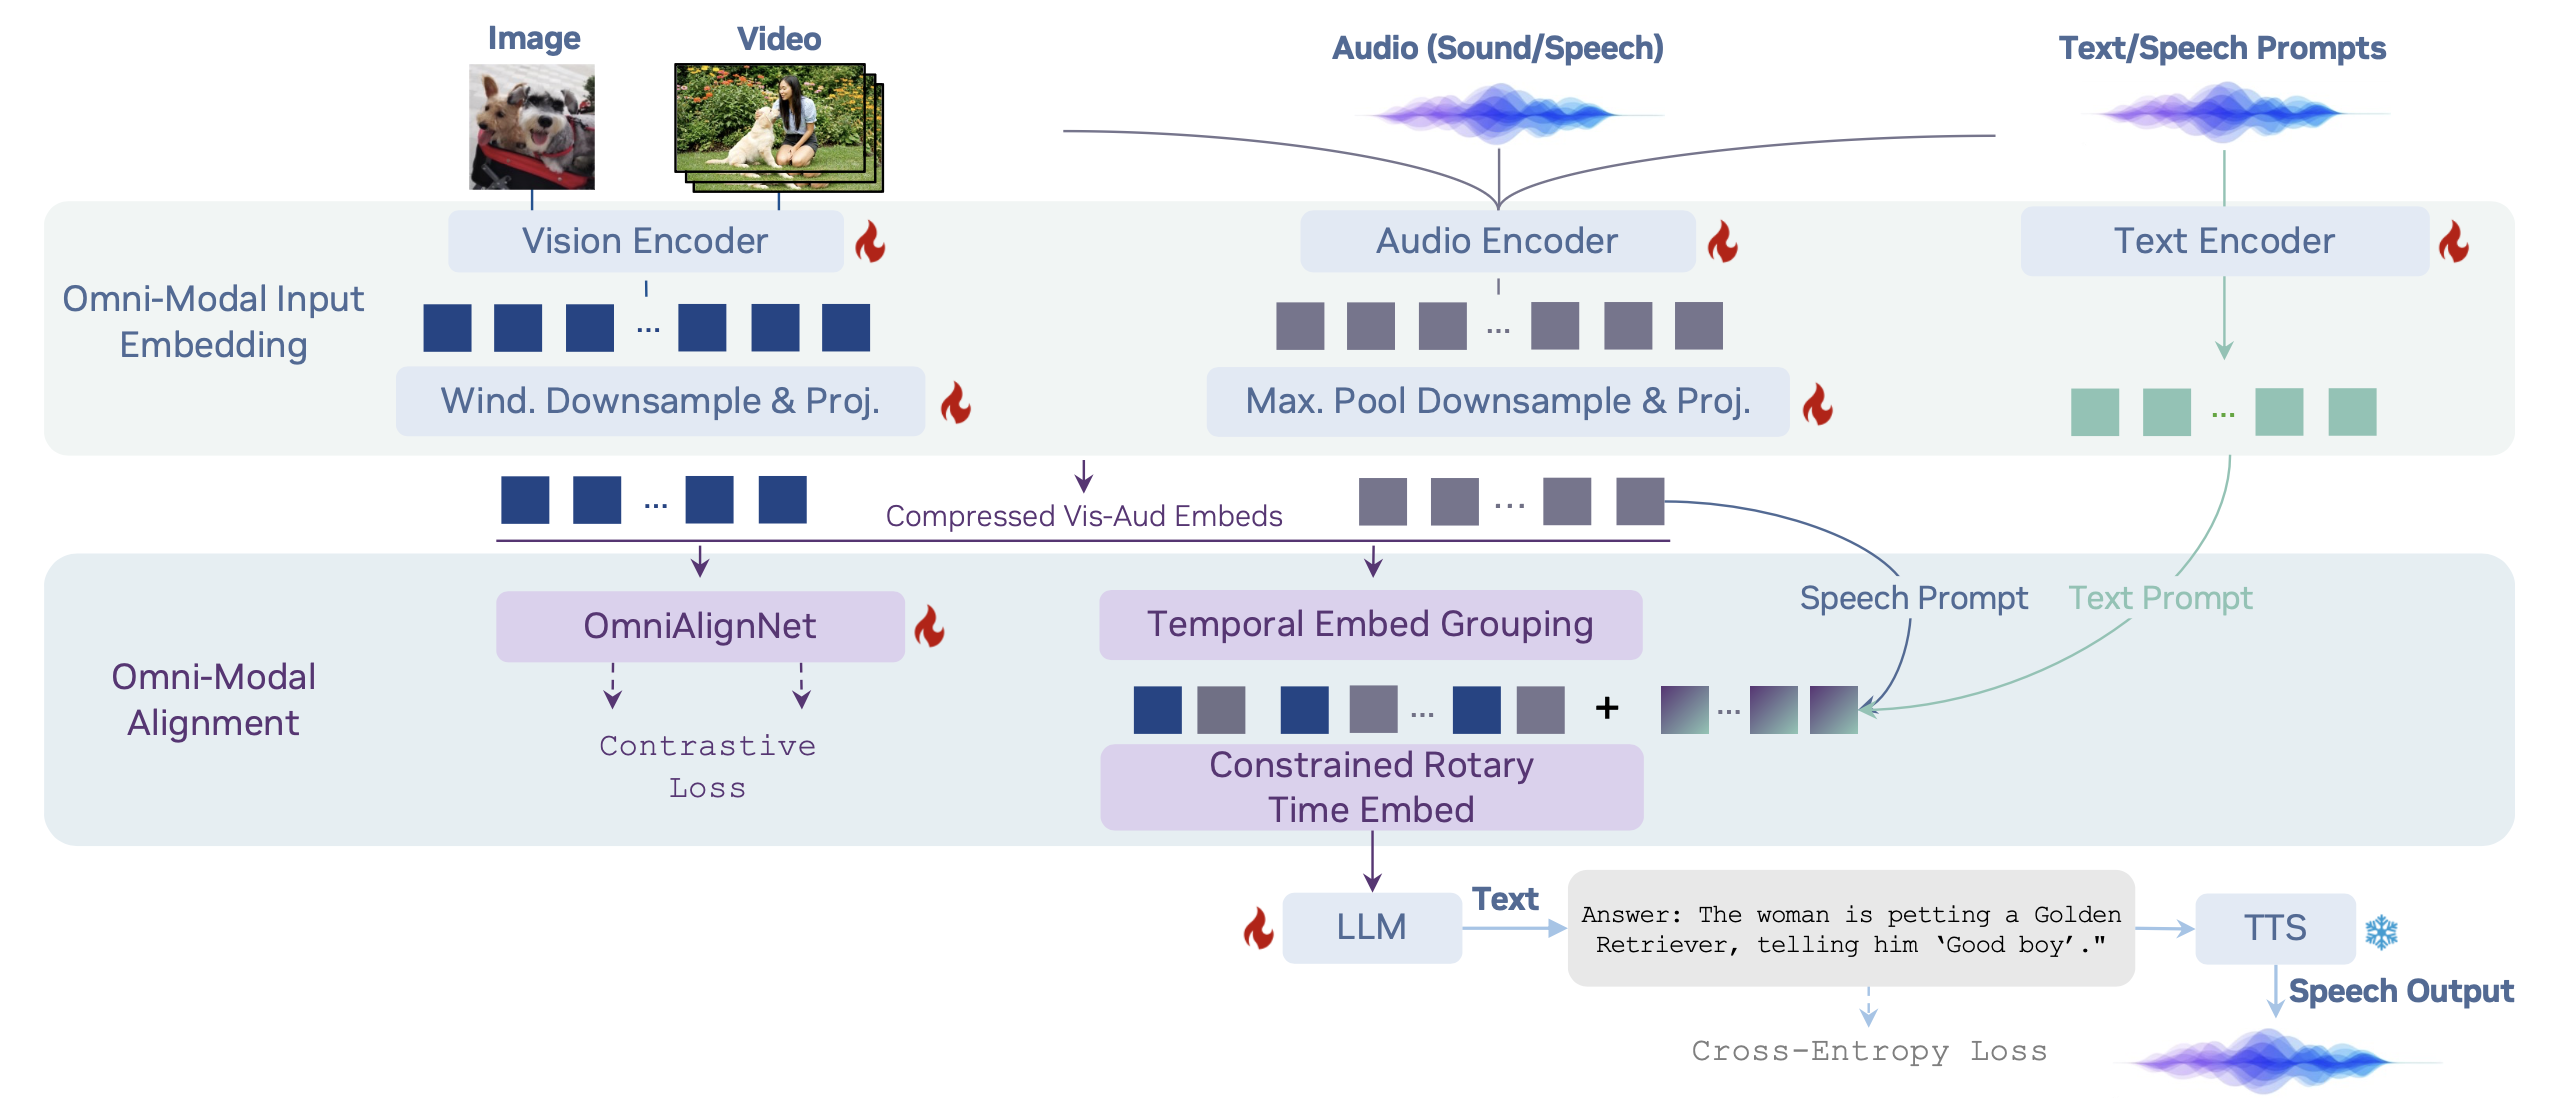 Image
Video
Audio (Sound/Speech)
Text/Speech Prompts
Vision Encoder
Audio Encoder
Text Encoder
Omni-Modal Input
Embedding
...
...
Wind. Downsample & Proj.
Max. Pool Downsample & Proj.
...
...
Compressed Vis-Aud Embeds
...
OmniAlignNet
Temporal Embed Grouping
Speech Prompt
Text Prompt
Omni-Modal
Alignment
...
+
...
Contrastive
Loss
Constrained Rotary
Time Embed
LLM
Text
Answer: The woman is petting a Golden
Retriever, telling him ‘Good boy’."
TTS
Speech Output
Cross-Entropy Loss